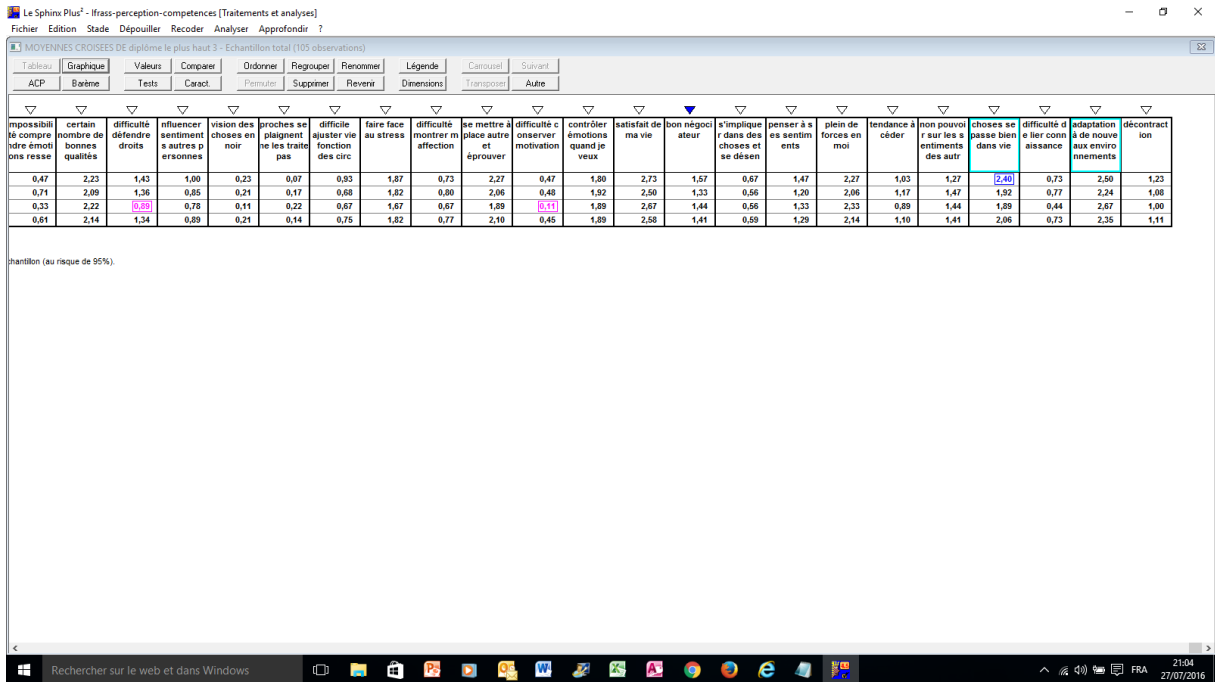 Le Sphinx Plus² - Ifrass-perception-competences [Traitements et analyses]
Fichier Edition Stade Dépouiller Recoder Analyser Approfondir ?
MOYENNES CROISEES DE diplôme le plus haut 3 - Echantillon total (105 observations)
Tableau Graphique Valeurs Comparer Ordonner Regrouper Renommer Légende Carrousel Suivant
ACP Barème Tests Caract. Permuter Supprimer Revenir Dimensions Transposer Autre
mpossibili certain difficulté nfluencer vision des proches se difficile faire face difficulté se mettre à difficulté c contrôler satisfait de bon négoci s'implique penser à s plein de tendance à non pouvoi choses se difficulté d adaptation décontract
té compre nombre de défendre sentiment choses en plaignent ajuster vie au stress montrer m place autre onserver émotions ma vie ateur r dans des es sentim forces en céder r sur les s passe bien e lier conn à de nouve ion
ndre émoti bonnes droits s autres p noir ne les traite fonction affection et motivation quand je choses et ents moi entiments dans vie aissance aux enviro
ons resse qualités ersonnes pas des circ éprouver veux se désen des autr nnements
0,47 2,23 1,43 1,00 0,23 0,07 0,93 1,87 0,73 2,27 0,47 1,80 2,73 1,57 0,67 1,47 2,27 1,03 1,27 2,40 0,73 2,50 1,23
0,71 2,09 1,36 0,85 0,21 0,17 0,68 1,82 0,80 2,06 0,48 1,92 2,50 1,33 0,56 1,20 2,06 1,17 1,47 1,92 0,77 2,24 1,08
0,33 2,22 0,89 0,78 0,11 0,22 0,67 1,67 0,67 1,89 0,11 1,89 2,67 1,44 0,56 1,33 2,33 0,89 1,44 1,89 0,44 2,67 1,00
0,61 2,14 1,34 0,89 0,21 0,14 0,75 1,82 0,77 2,10 0,45 1,89 2,58 1,41 0,59 1,29 2,14 1,10 1,41 2,06 0,73 2,35 1,11
chantillon (au risque de 95%).
Rechercher sur le web et dans Windows
FRA
21:04
27/07/2016